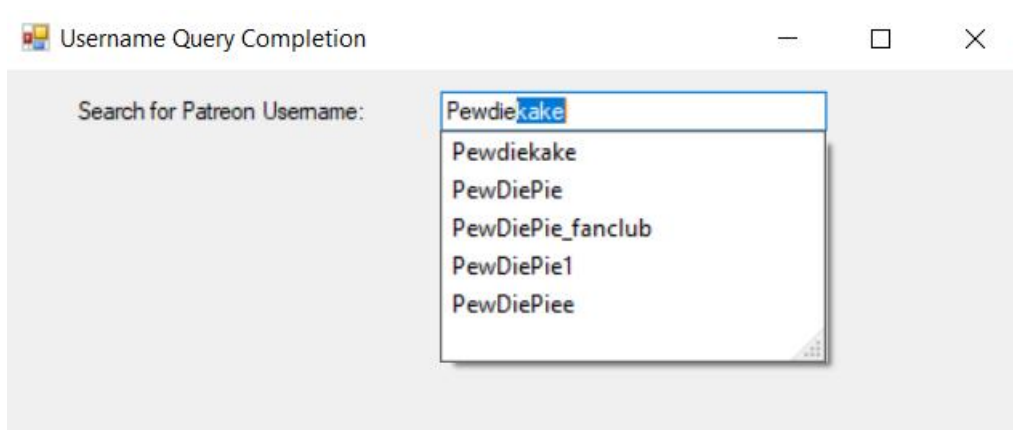 Username Query Completion
Search for Patreon Username:
Pewdiekake
Pewdiekake
PewDiePie
PewDiePie_fanclub
PewDiePie1
PewDiePiee